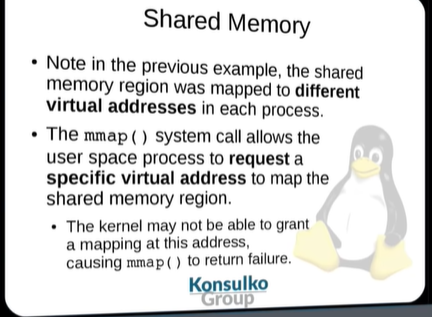 Shared Memory
• Note in the previous example, the shared
memory region was mapped to different
virtual addresses in each process.
• The mmap() system call allows the
user space process to request a
specific virtual address to map the
shared memory region.
• The kernel may not be able to grant
a mapping at this address,
causing mmap() to return failure.
Konsulko
Group